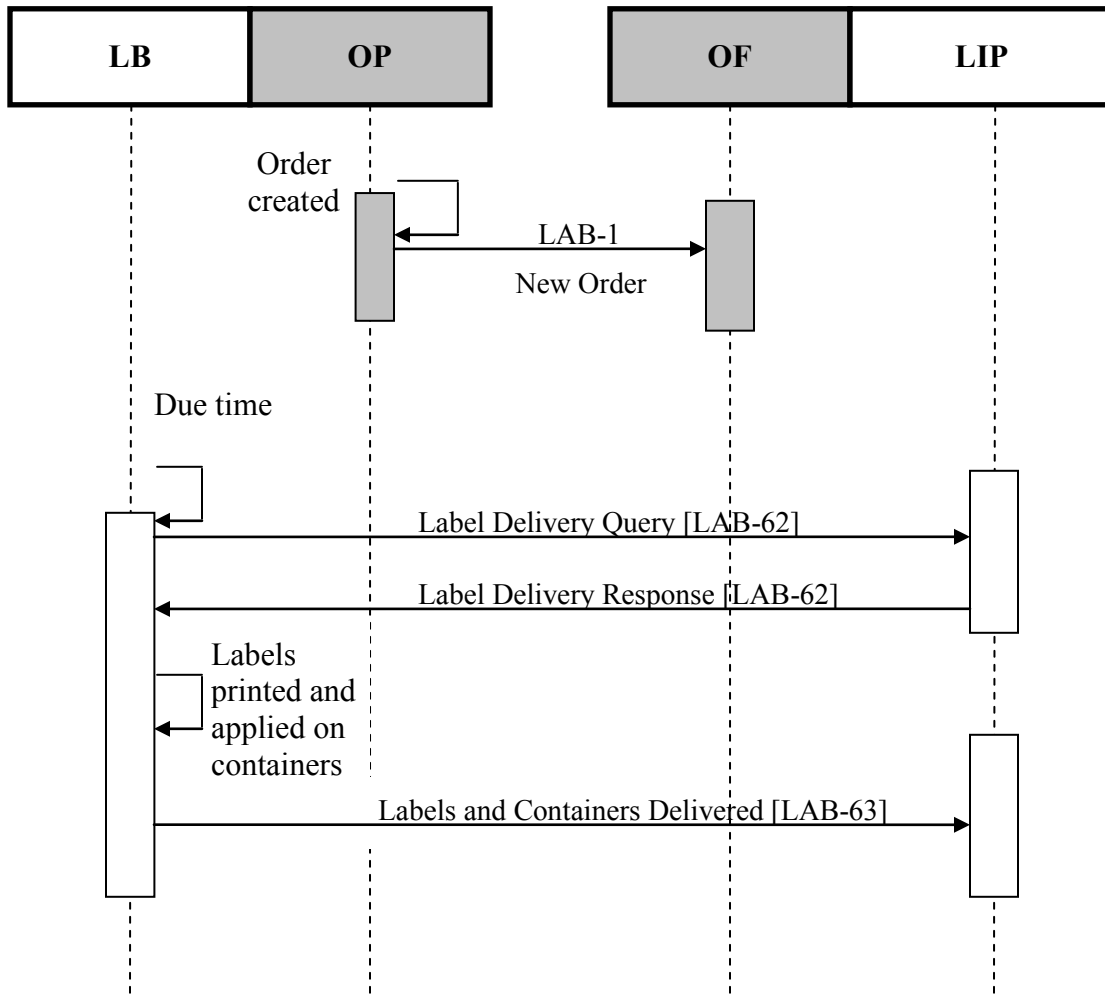 LB OP OF LIP
Order
created
LAB-1
New Order
Due time
Label Delivery Query [LAB-62]
Label Delivery Response [LAB-62]
Labels
printed and
applied on
containers
Labels and Containers Delivered [LAB-63]